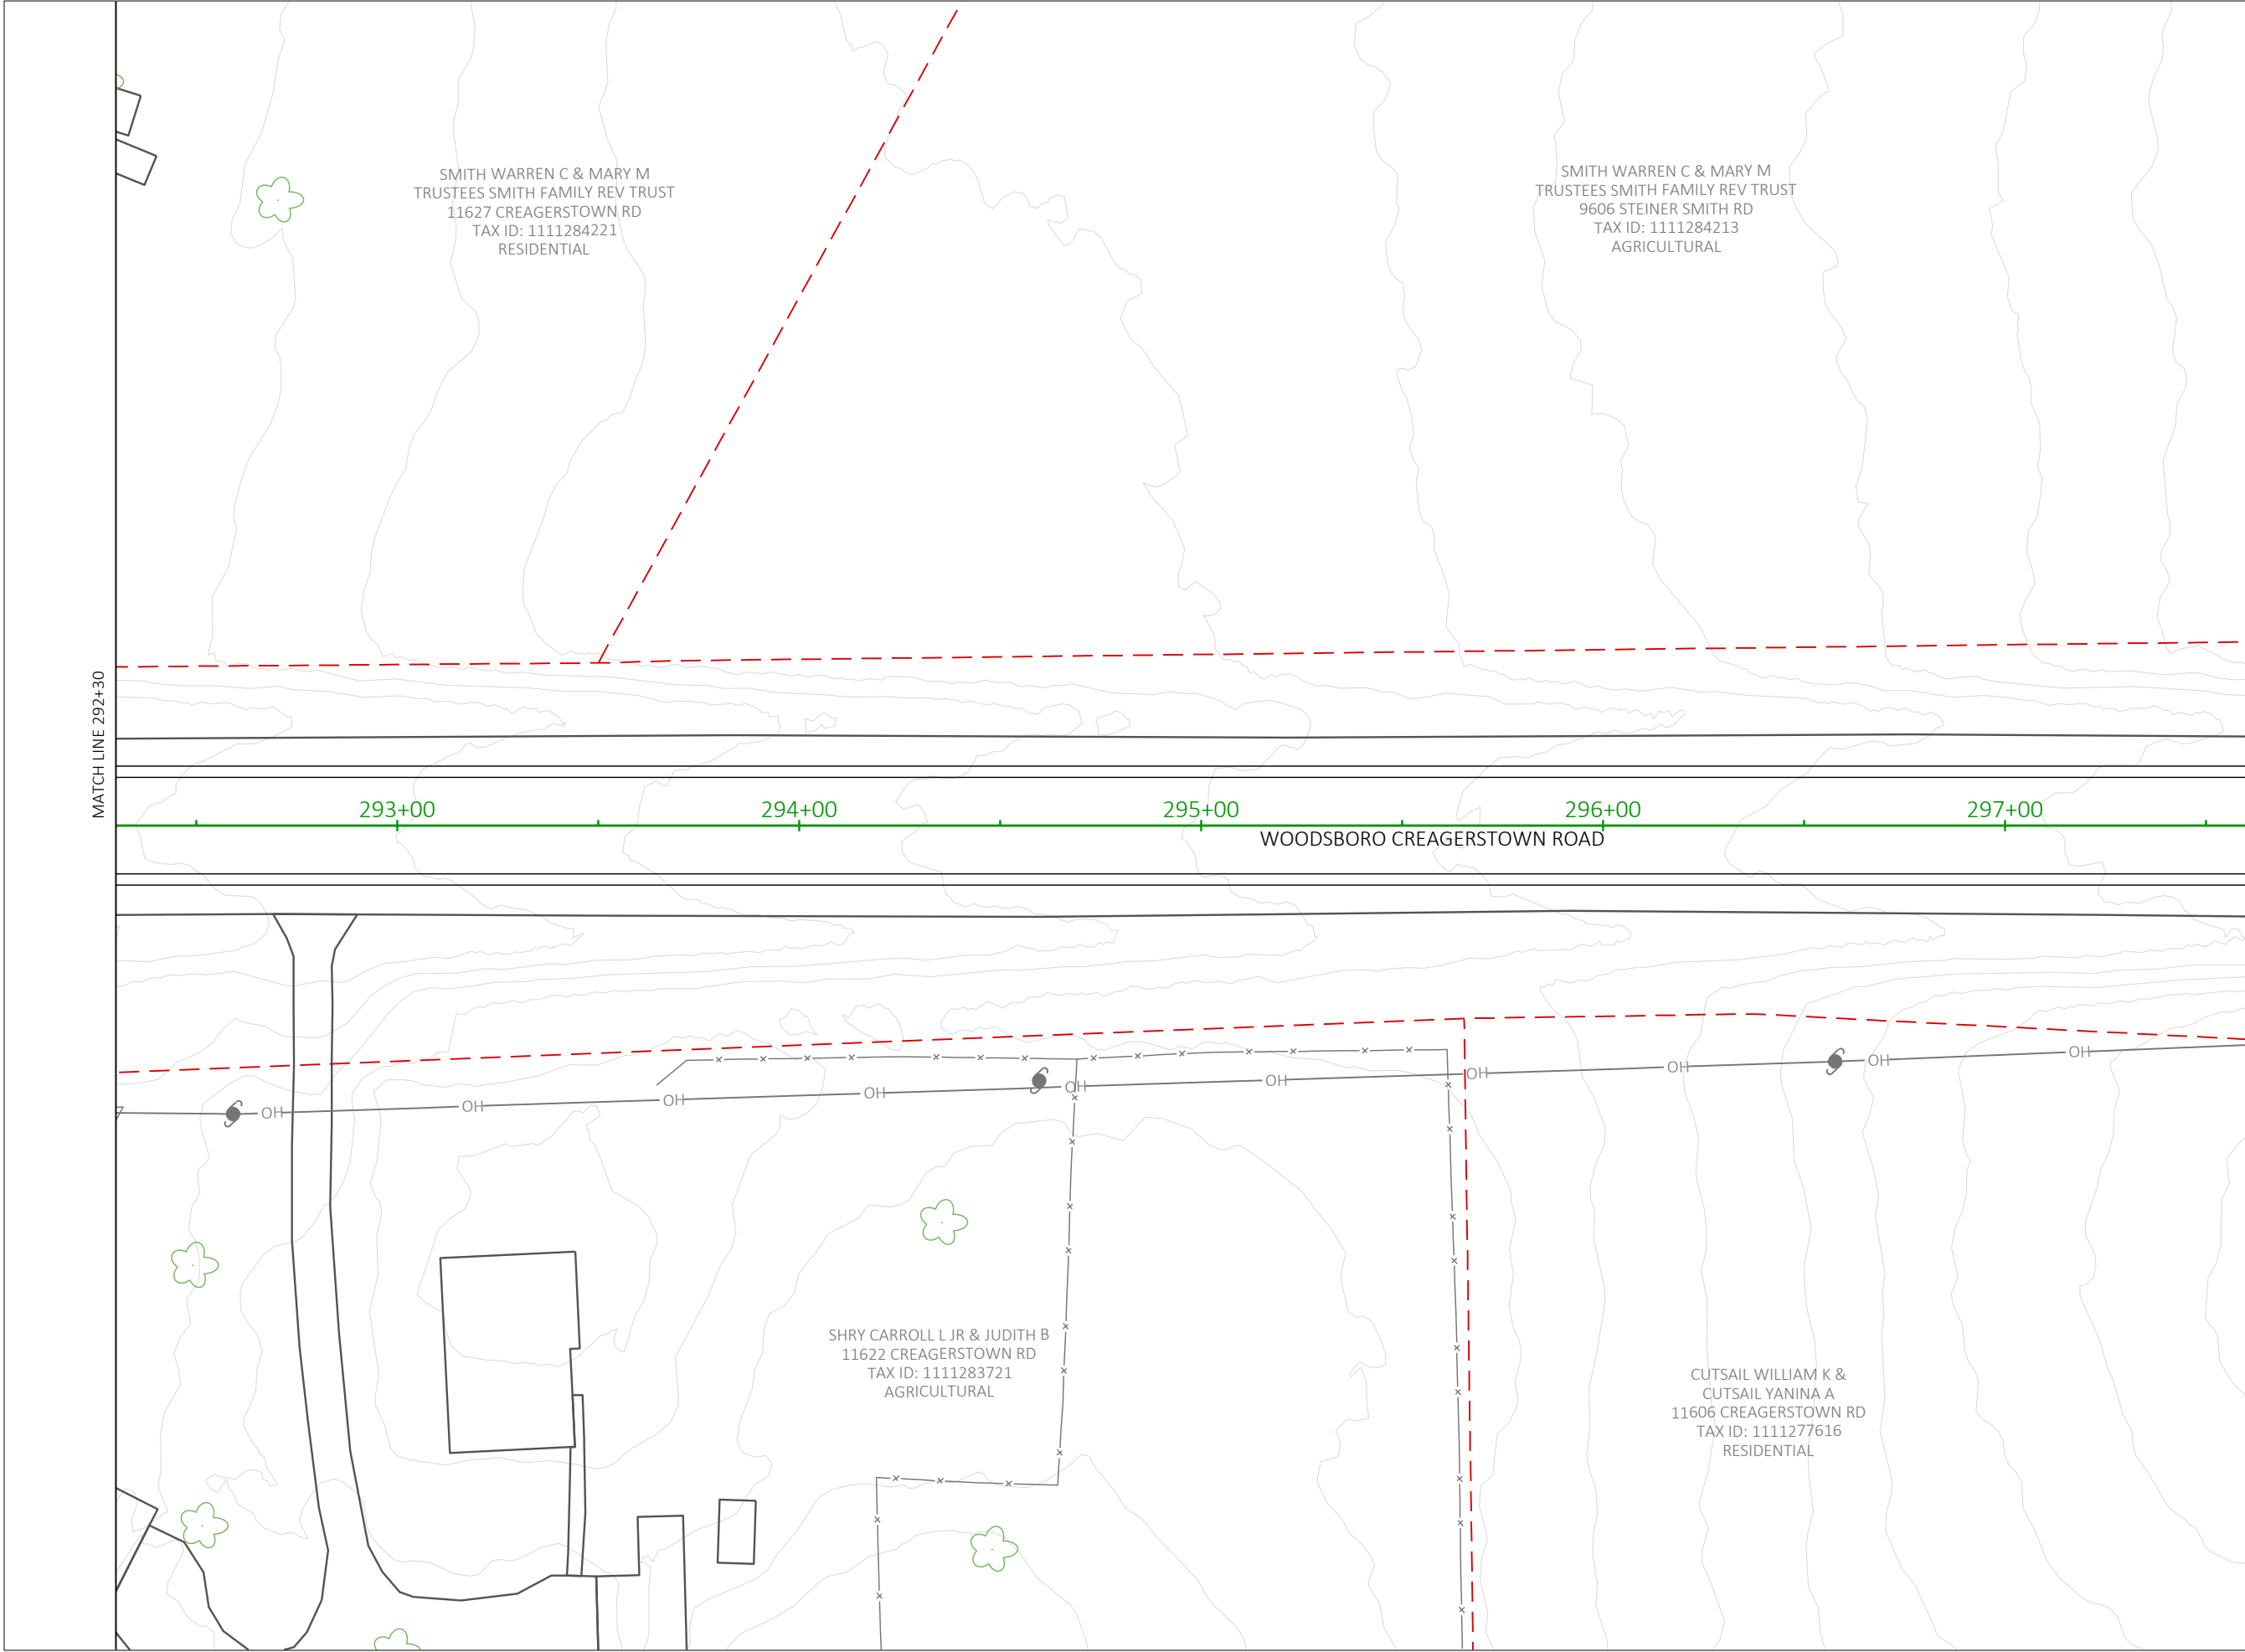 SMITH WARREN C & MARY M
TRUSTEES SMITH FAMILY REV TRUST
11627 CREAGERSTOWN RD
TAX ID: 1111284221
RESIDENTIAL
SMITH WARREN C & MARY M
TRUSTEES SMITH FAMILY REV TRUST
9606 STEINER SMITH RD
TAX ID: 1111284213
AGRICULTURAL
MATCH LINE 292+30
293+00
294+00
295+00
296+00
297+00
WOODSBORO CREAGERSTOWN ROAD
OH
OH
OH
OH
OH
OH
OH
OH
OH
OH
SHRY CARROLL L JR & JUDITH B
11622 CREAGERSTOWN RD
TAX ID: 1111283721
AGRICULTURAL
CUTSAIL WILLIAM K &
CUTSAIL YANINA A
11606 CREAGERSTOWN RD
TAX ID: 1111277616
RESIDENTIAL